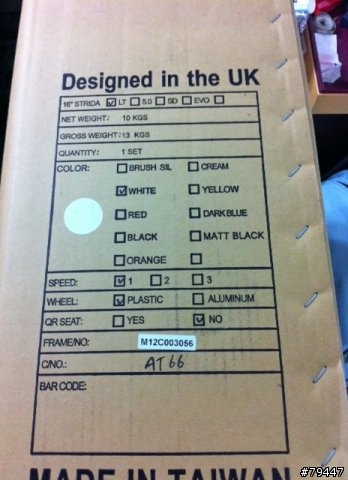 Designed in the UK
16" STRIDA LT 5.0 SD EVO
NET WEIGHT: 10 KGS
GROSS WEIGHT: 13 KGS
QUANTITY: 1 SET
COLOR: BRUSH SIL CREAM
WHITE YELLOW
RED DARK BLUE
BLACK MATT BLACK
ORANGE
SPEED: 1 2 3
WHEEL: PLASTIC ALUMINUM
QR SEAT: YES NO
FRAME/NO: M12C003056
C/NO.: AT66
BAR CODE:
MADE IN TAIWAN
#79447